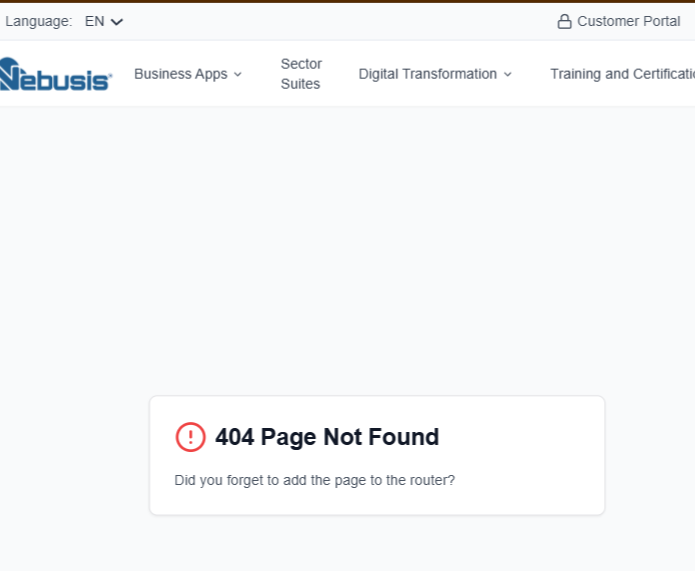 Language: EN
Customer Portal
Nebusis
Business Apps
Sector
Suites
Digital Transformation
Training and Certificati
404 Page Not Found
Did you forget to add the page to the router?